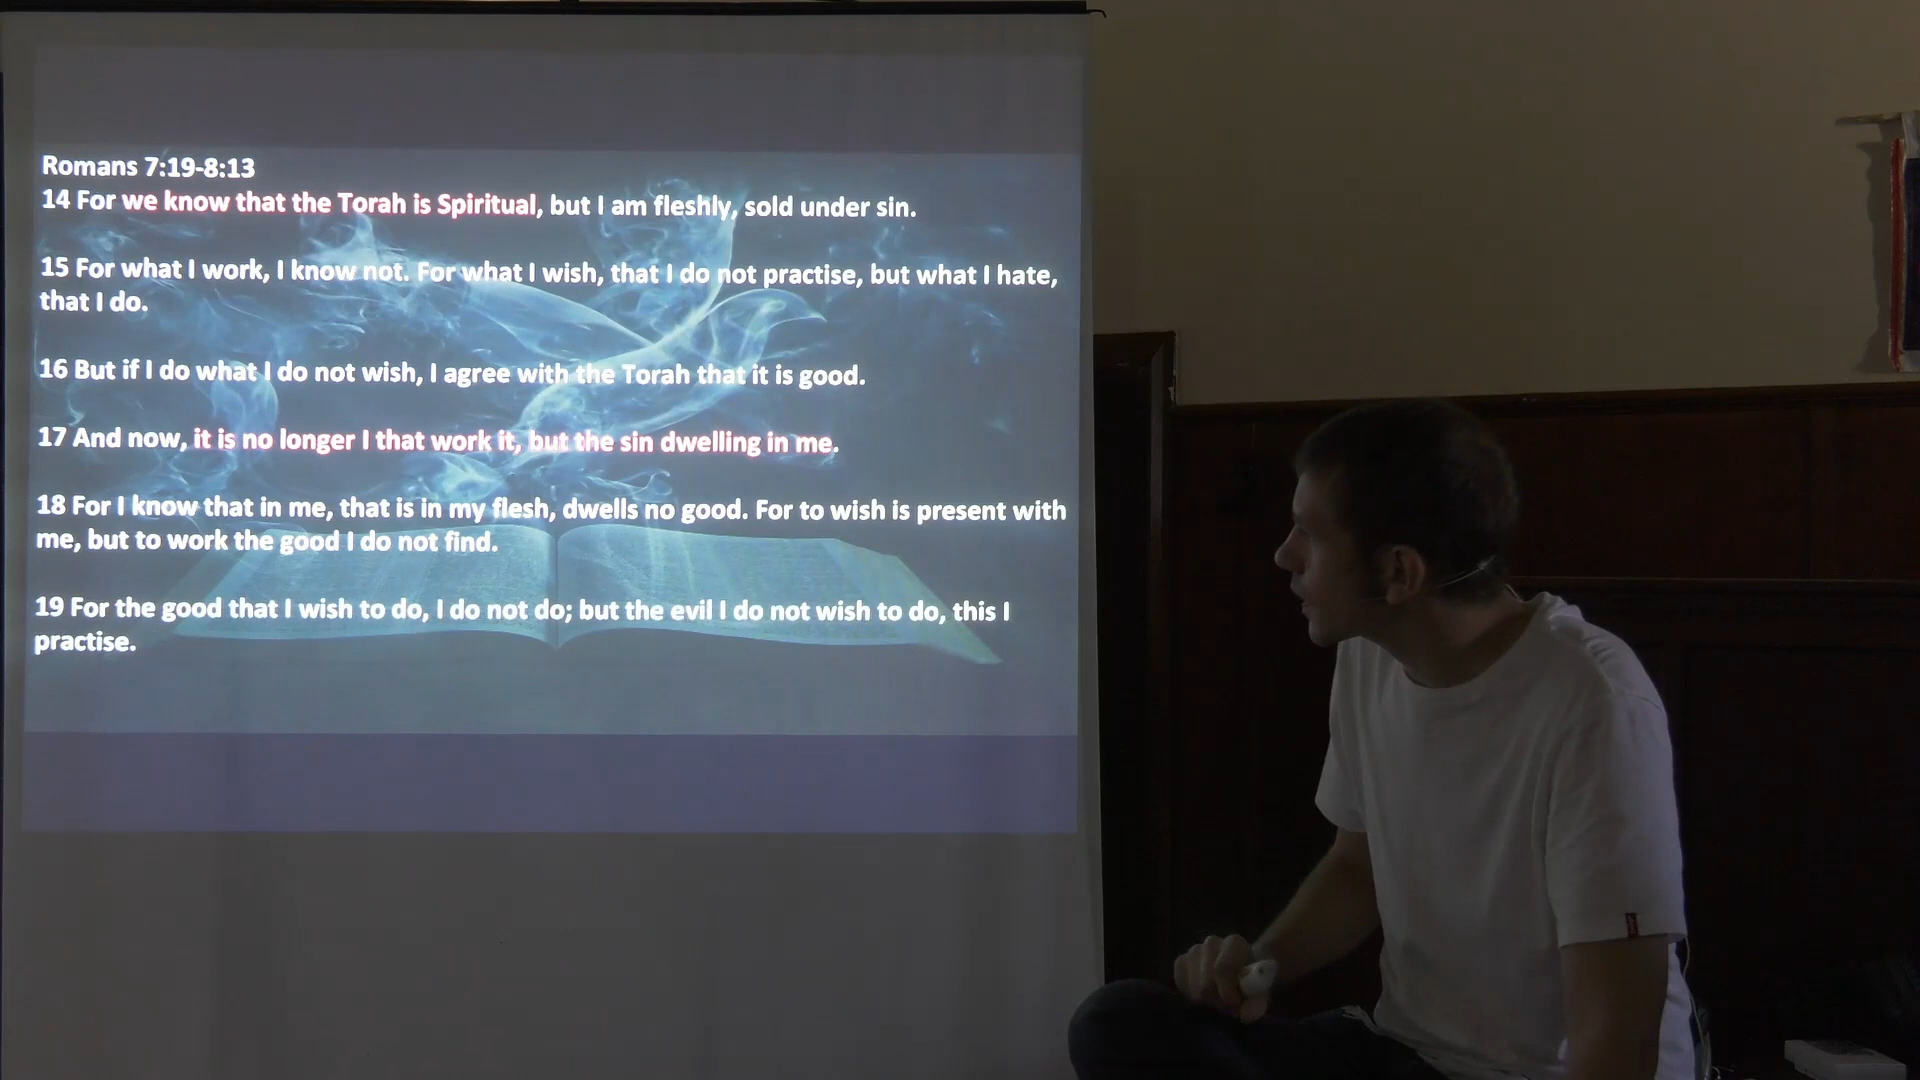 Romans 7:19-8:13
14 For we know that the Torah is Spiritual, but I am fleshly, sold under sin.
15 For what I work, I know not. For what I wish, that I do not practise, but what I hate,
that I do.
16 But if I do what I do not wish, I agree with the Torah that it is good.
17 And now, it is no longer I that work it, but the sin dwelling in me.
18 For I know that in me, that is in my flesh, dwells no good. For to wish is present with
me, but to work the good I do not find.
19 For the good that I wish to do, I do not do; but the evil I do not wish to do, this I
practise.